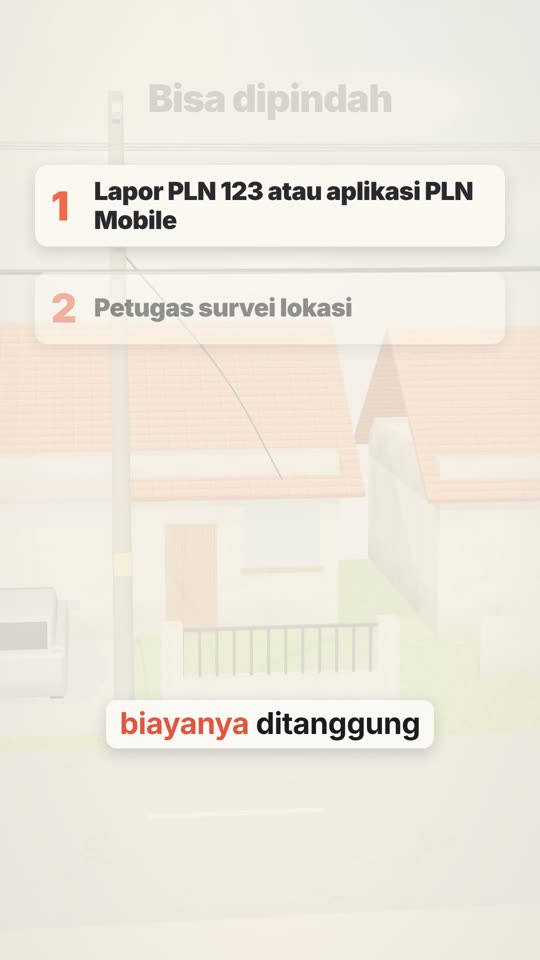 Bisa dipindah
1
Lapor PLN 123 atau aplikasi PLN
Mobile
2
Petugas survei lokasi
biayanya ditanggung